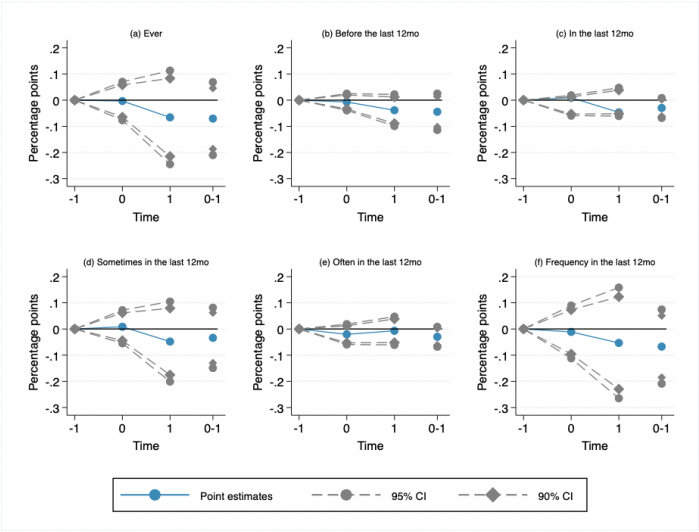 (a) Ever
(b) Before the last 12mo
(c) In the last 12mo
Percentage points
.2
.1
0
-.1
-.2
-.3
-1
0
1
0-1
Time
Percentage points
.2
.1
0
-.1
-.2
-.3
-1
0
1
0-1
Time
Percentage points
.2
.1
0
-.1
-.2
-.3
-1
0
1
0-1
Time
(d) Sometimes in the last 12mo
(e) Often in the last 12mo
(f) Frequency in the last 12mo
Percentage points
.2
.1
0
-.1
-.2
-.3
-1
0
1
0-1
Time
Percentage points
.2
.1
0
-.1
-.2
-.3
-1
0
1
0-1
Time
Percentage points
.2
.1
0
-.1
-.2
-.3
-1
0
1
0-1
Time
Point estimates
95% CI
90% CI